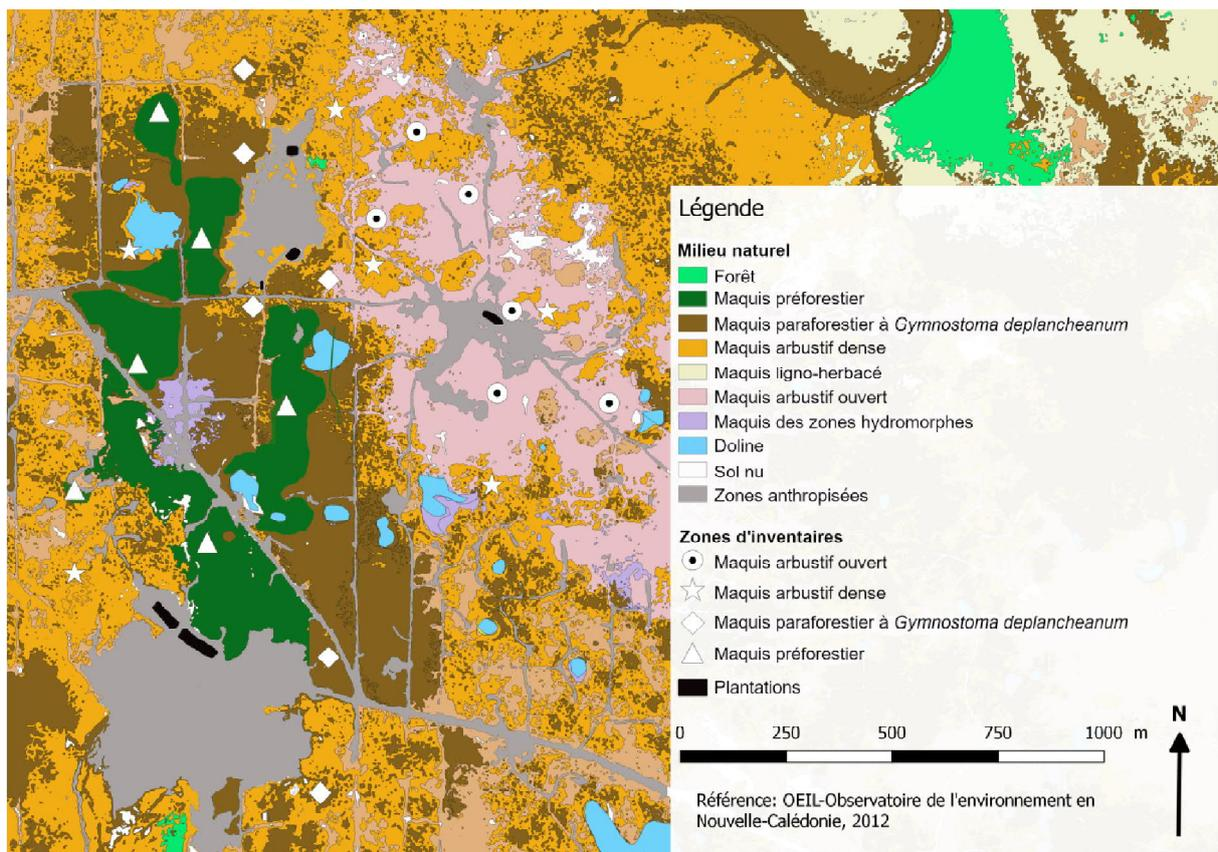 Légende
Milieu naturel
Forêt
Maquis préforestier
Maquis paraforestier à Gymnostoma deplancheanum
Maquis arbustif dense
Maquis ligno-herbacé
Maquis arbustif ouvert
Maquis des zones hydromorphes
Doline
Sol nu
Zones anthropisées
Zones d'inventaires
Maquis arbustif ouvert
Maquis arbustif dense
Maquis paraforestier à Gymnostoma deplancheanum
Maquis préforestier
Plantations
N
0 250 500 750 1000 m
Référence: OEIL-Observatoire de l'environnement en
Nouvelle-Calédonie, 2012